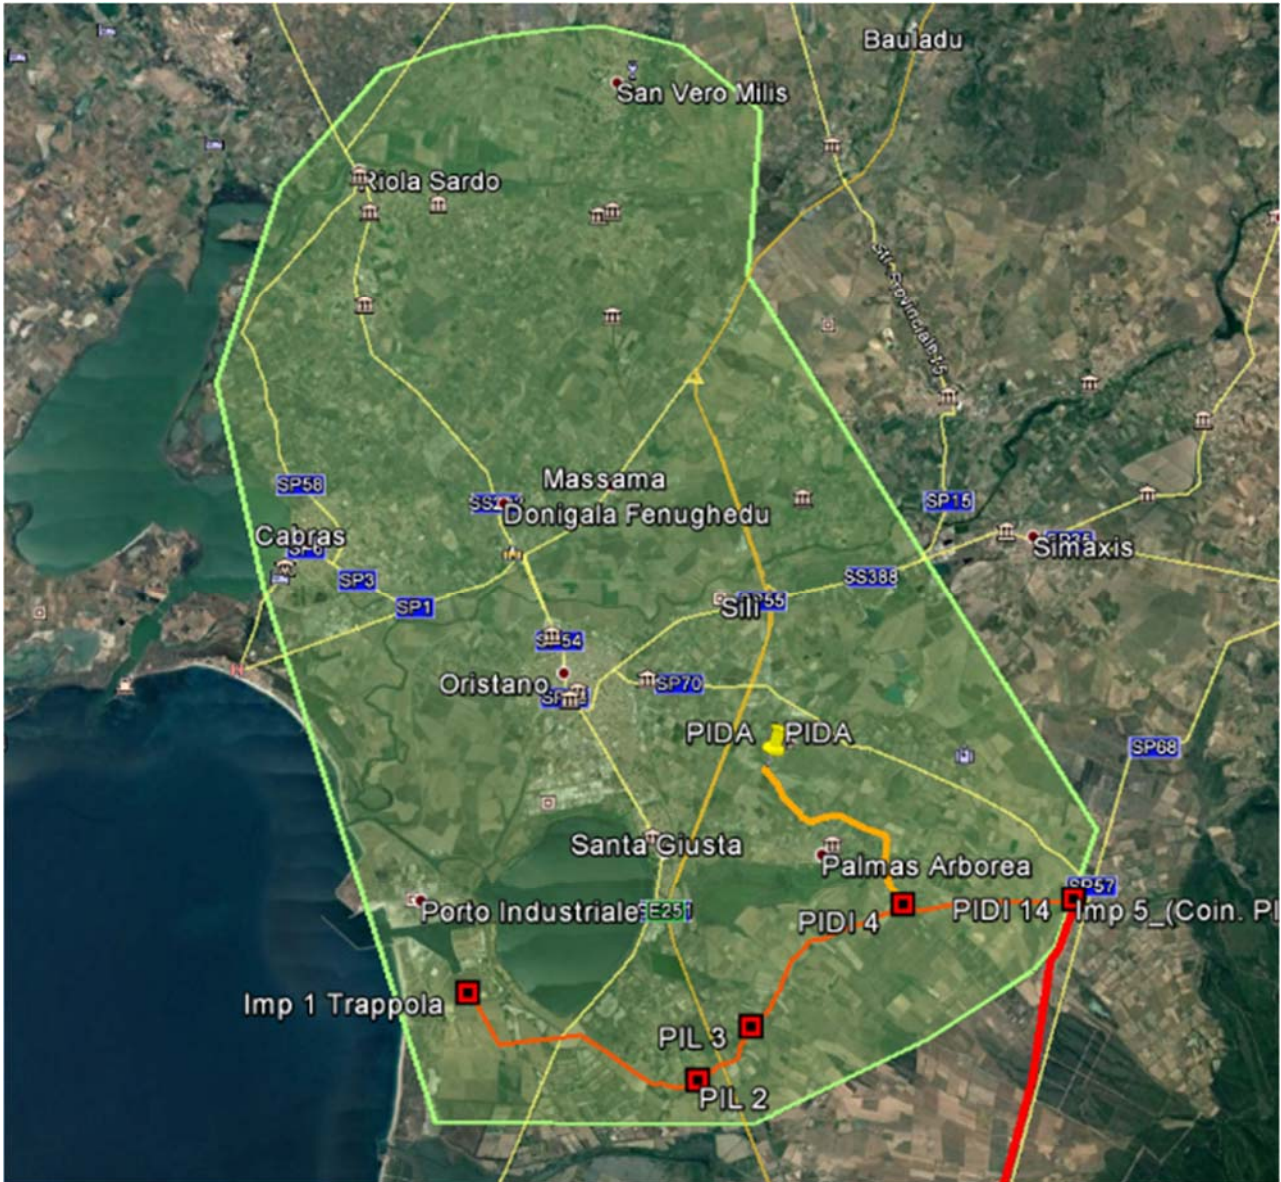 Bauladu
San Vero Milis
Riola Sardo
Str. Provinciale 15
Massama
SP58
SP15
Donigala Fenughedu
Cabras
Simaxis
SP3
SS388
SP1
Sili
Oristano
SP70
PIDA
PIDA
SP68
Santa Giusta
Palmas Arborea
SP57
Porto Industriale
E25
PIDI 4
PIDI 14
Imp 5_(Coin. PI
Imp 1 Trappola
PIL 3
PIL 2